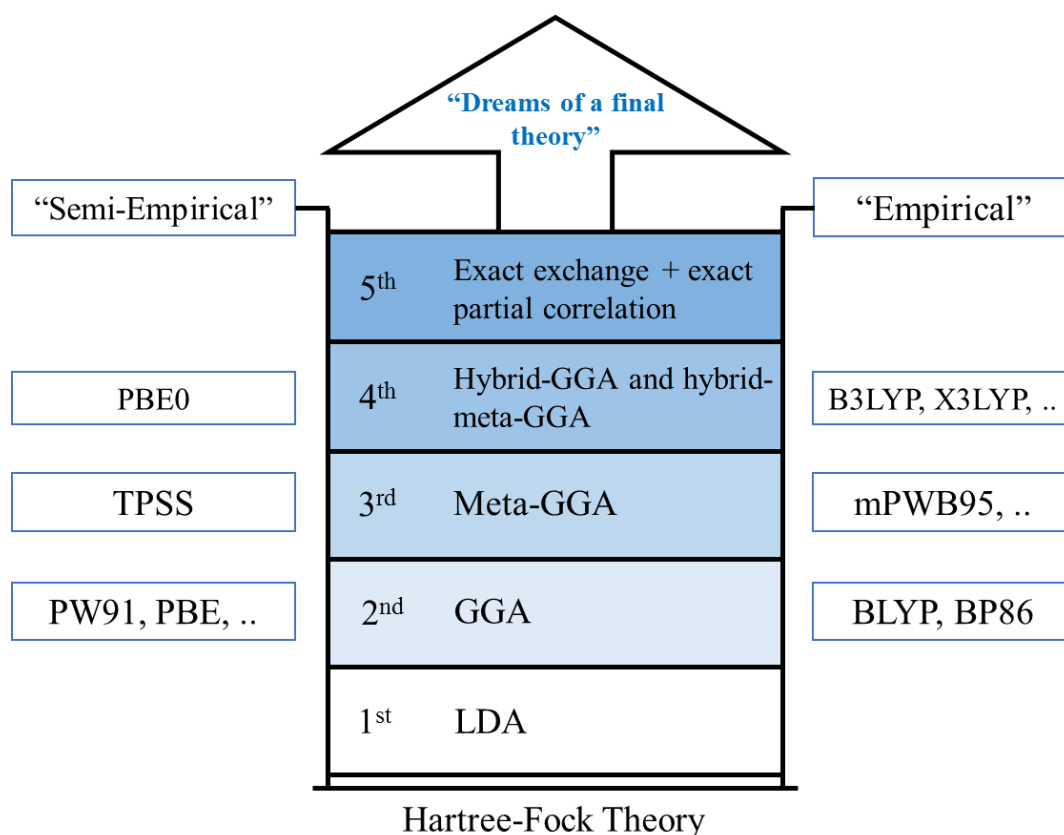 “Dreams of a final
theory”
“Semi-Empirical”
“Empirical”
5th
Exact exchange + exact
partial correlation
PBE0
4th
Hybrid-GGA and hybrid-
meta-GGA
B3LYP, X3LYP, ..
TPSS
3rd
Meta-GGA
mPWB95, ..
PW91, PBE, ..
2nd
GGA
BLYP, BP86
1st
LDA
Hartree-Fock Theory